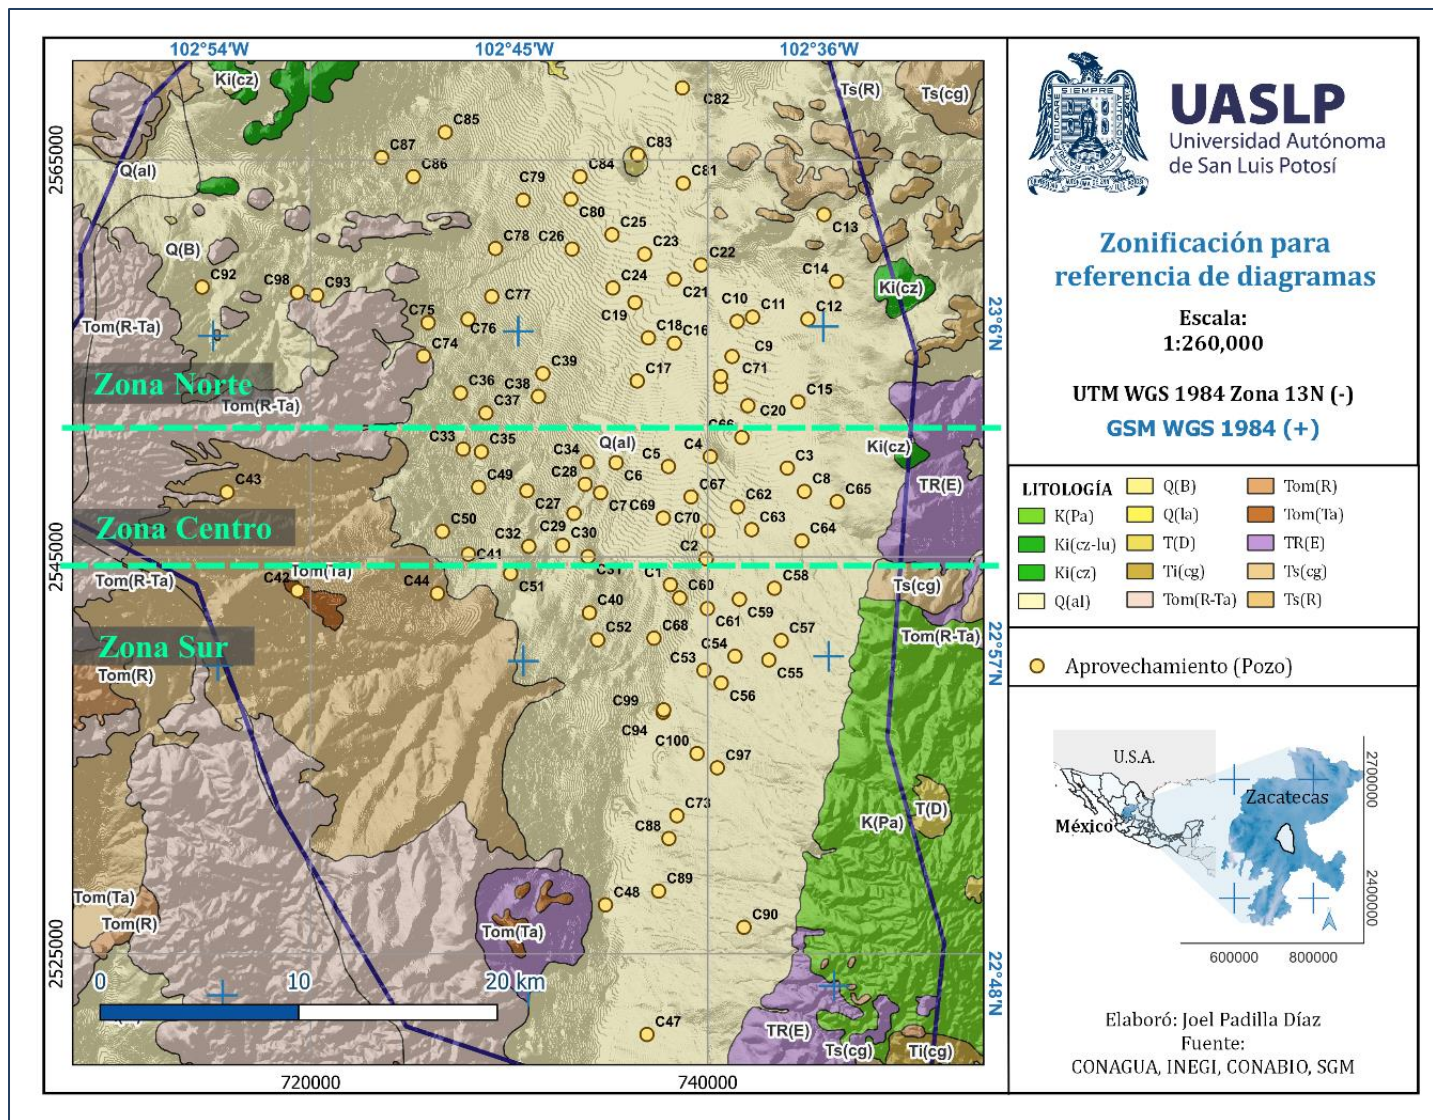 102°54'W
102°45'W
102°36'W
Ki(cz)
Ts(R)
Ts(cg)
C82
C85
C87
C83
2565000
Q(al)
C86
C84
C81
C79
C80
C13
C25
Q(B)
C78
C26
C23
C22
C92
C98
C93
C24
C21
C14
Ki(cz)
C77
C10
C11
C12
C75
C19
Tom(R-Ta)
C76
C18
C16
23°6'N
C74
C9
C39
C71
Zona Norte
C36
C38
C17
C15
Tom(R-Ta)
C37
C20
C66
C33
C35
Q(al)
C4
Ki(cz)
C34
C5
C3
C43
C28
C6
C8
TR(E)
C49
C67
C65
C27
C7
C69
C62
Zona Centro
C50
C32
C29
C30
C70
C63
C64
2545000
C41
C2
Tom(R-Ta)
C42
Tom(Ta)
C44
C51
C31
C1
C60
C58
Ts(cg)
C40
C59
C61
Zona Sur
C52
C68
C57
Tom(R-Ta)
22°57'N
Tom(R)
C54
C53
C55
C56
C99
C94
C100
C97
C73
T(D)
C88
K(Pa)
C48
C89
Tom(Ta)
Tom(R)
Tom(Ta)
C90
2525000
0
10
20 km
22°48'N
C47
TR(E)
Ts(cg)
Ti(cg)
720000
740000
UASLP
Universidad Autónoma
de San Luis Potosí
Zonificación para
referencia de diagramas
Escala:
1:260,000
UTM WGS 1984 Zona 13N (-)
GSM WGS 1984 (+)
LITOLOGÍA
K(Pa)
Ki(cz-lu)
Ki(cz)
Q(al)
Q(B)
Q(la)
T(D)
Ti(cg)
Tom(R-Ta)
Tom(R)
Tom(Ta)
TR(E)
Ts(cg)
Ts(R)
Aprovechamiento (Pozo)
U.S.A.
México
Zacatecas
2700000
2400000
600000
800000
Elaboró: Joel Padilla Díaz
Fuente:
CONAGUA, INEGI, CONABIO, SGM